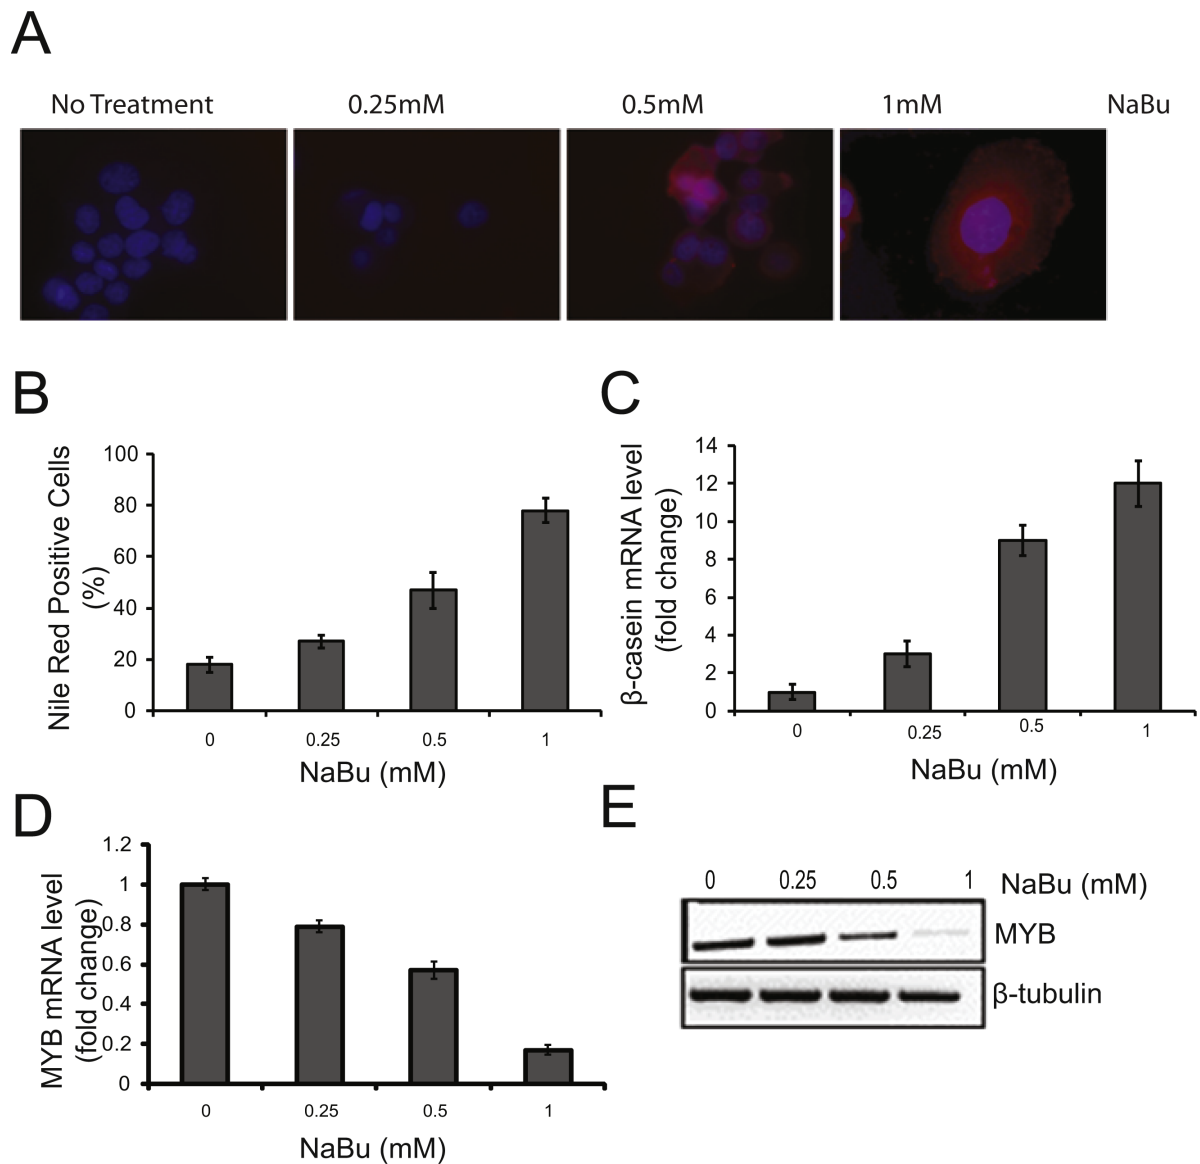 A
No Treatment 0.25mM 0.5mM 1mM NaBu
B
Nile Red Positive Cells
(%)
100
80
60
40
20
0
0 0.25 0.5 1
NaBu (mM)
C
β-casein mRNA level
(fold change)
14
12
10
8
6
4
2
0
0 0.25 0.5 1
NaBu (mM)
D
MYB mRNA level
(fold change)
1.2
1
0.8
0.6
0.4
0.2
0
0 0.25 0.5 1
NaBu (mM)
E
0 0.25 0.5 1 NaBu (mM)
MYB
β-tubulin